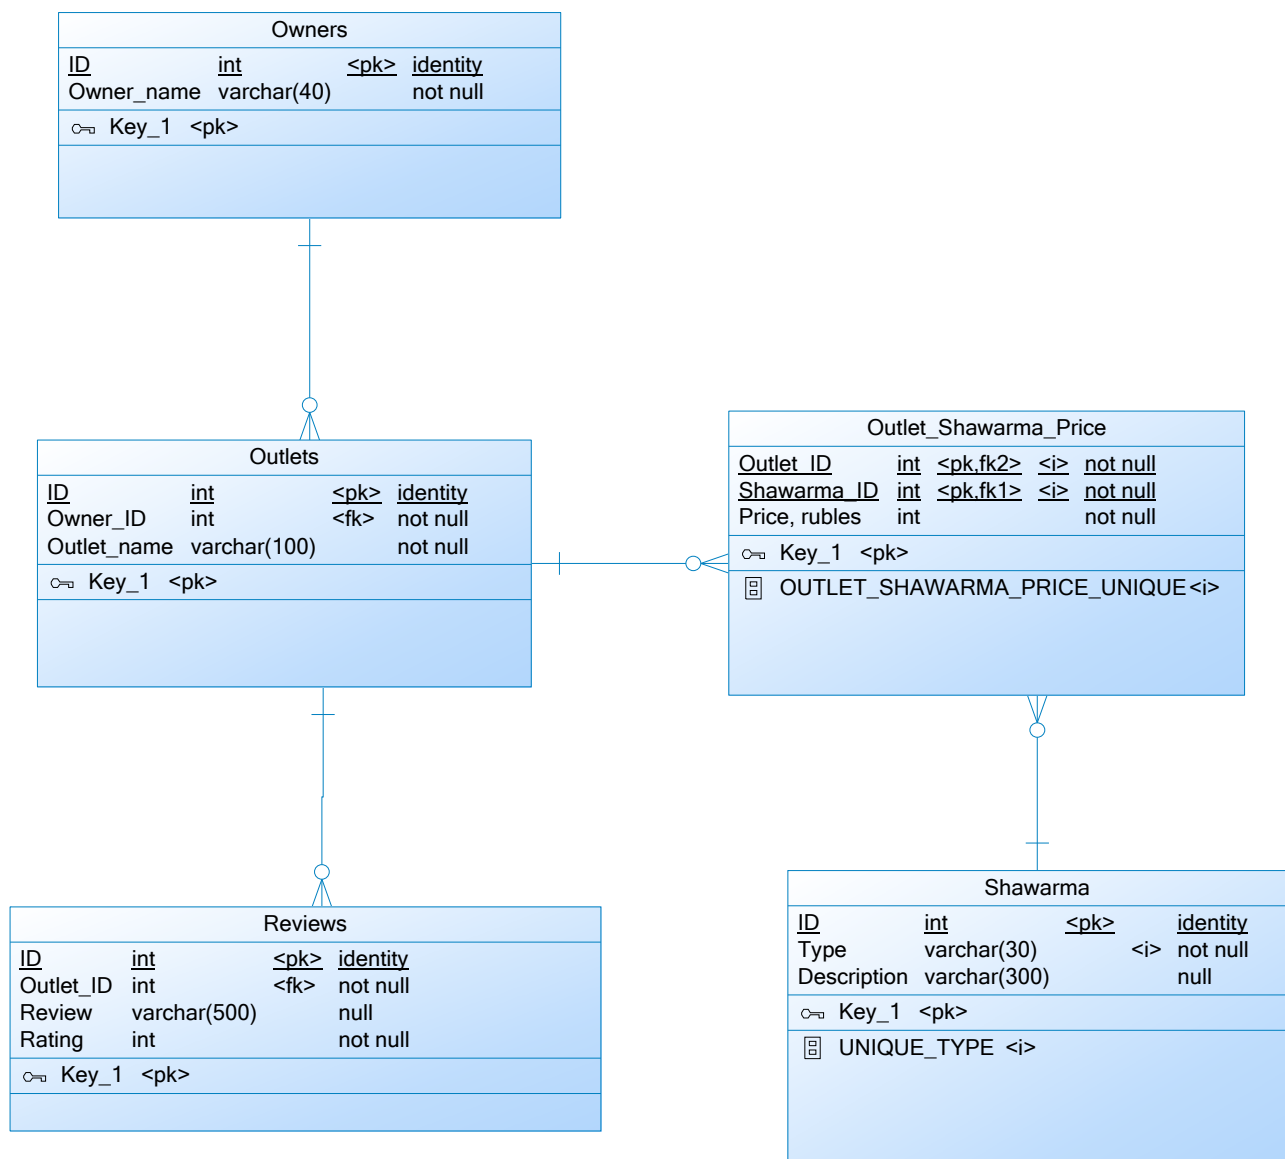 Owners
ID int <pk> identity
Owner_name varchar(40) not null
Key_1 <pk>
Outlets
ID int <pk> identity
Owner_ID int <fk> not null
Outlet_name varchar(100) not null
Key_1 <pk>
Outlet_Shawarma_Price
Outlet_ID int <pk,fk2> <i> not null
Shawarma_ID int <pk,fk1> <i> not null
Price, rubles int not null
Key_1 <pk>
OUTLET_SHAWARMA_PRICE_UNIQUE <i>
Reviews
ID int <pk> identity
Outlet_ID int <fk> not null
Review varchar(500) null
Rating int not null
Key_1 <pk>
Shawarma
ID int <pk> identity
Type varchar(30) <i> not null
Description varchar(300) null
Key_1 <pk>
UNIQUE_TYPE <i>